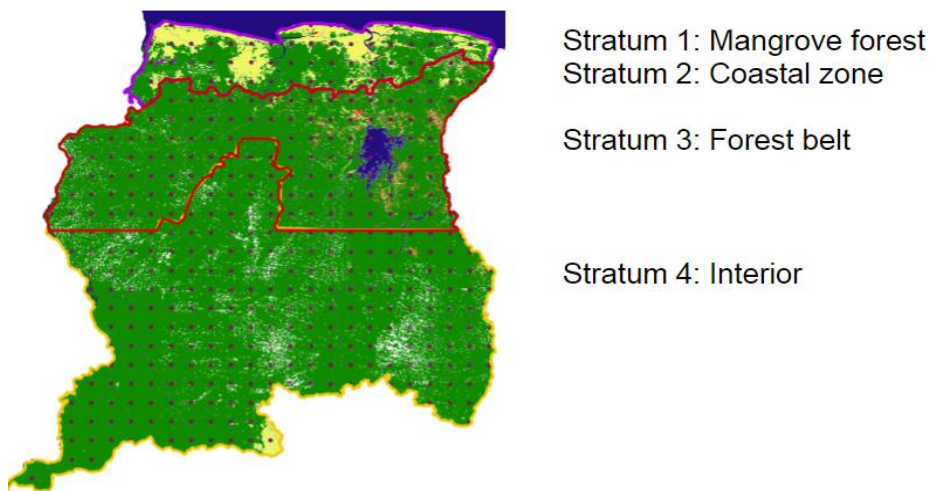 Stratum 1: Mangrove forest
Stratum 2: Coastal zone
Stratum 3: Forest belt
Stratum 4: Interior